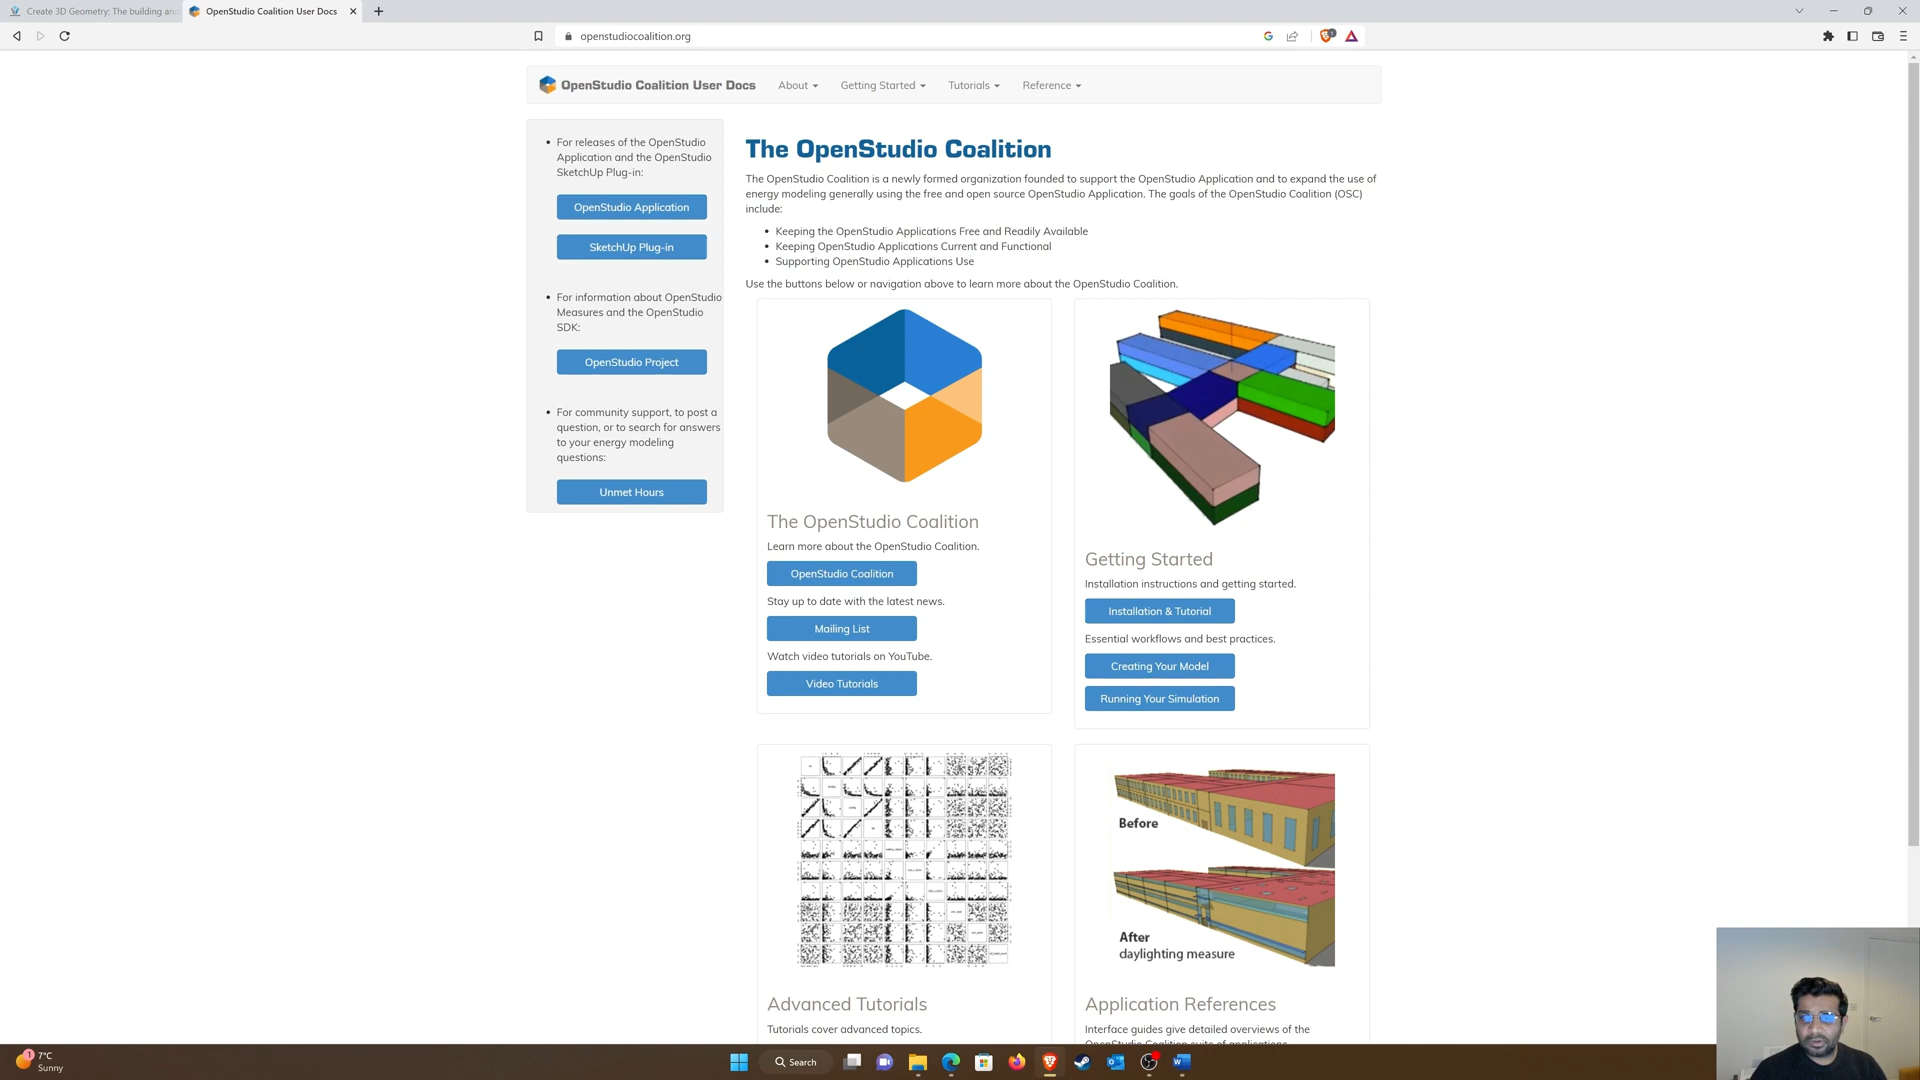 Create 3D Geometry; The building and
OpenStudio Coalition User Docs
openstudiocoalition.org
OpenStudio Coalition User Docs
About
Getting Started
Tutorials
Reference
For releases of the OpenStudio
Application and the OpenStudio
SketchUp Plug-in:
OpenStudio Application
SketchUp Plug-in
For information about OpenStudio
Measures and the OpenStudio
SDK:
OpenStudio Project
For community support, to post a
question, or to search for answers
to your energy modeling
questions:
Unmet Hours
The OpenStudio Coalition
The OpenStudio Coalition is a newly formed organization founded to support the OpenStudio Application and to expand the use of
energy modeling generally using the free and open source OpenStudio Application. The goals of the OpenStudio Coalition (OSC)
include:
Keeping the OpenStudio Applications Free and Readily Available
Keeping OpenStudio Applications Current and Functional
Supporting OpenStudio Applications Use
Use the buttons below or navigation above to learn more about the OpenStudio Coalition.
The OpenStudio Coalition
Learn more about the OpenStudio Coalition.
OpenStudio Coalition
Stay up to date with the latest news.
Mailing List
Watch video tutorials on YouTube.
Video Tutorials
Getting Started
Installation instructions and getting started.
Installation & Tutorial
Essential workflows and best practices.
Creating Your Model
Running Your Simulation
Advanced Tutorials
Tutorials cover advanced topics.
Before
After
daylighting measure
Application References
Interface guides give detailed overviews of the
OpenStudio Coalition suite of applications
1
7°C
Sunny
Search